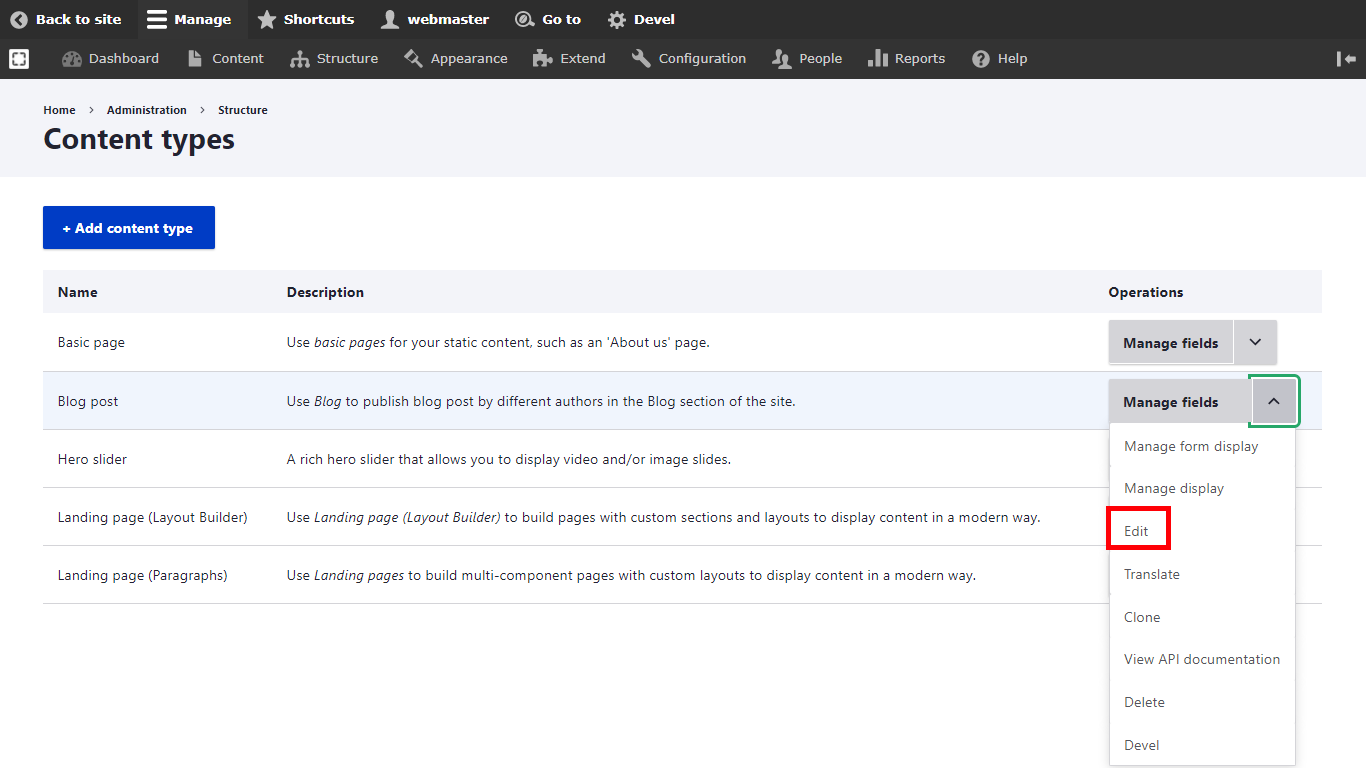 Back to site Manage Shortcuts webmaster Go to Devel
Dashboard Content Structure Appearance Extend Configuration People Reports Help
Home › Administration › Structure
Content types
+ Add content type
Name Description Operations
Basic page Use basic pages for your static content, such as an 'About us' page. Manage fields
Blog post Use Blog to publish blog post by different authors in the Blog section of the site. Manage fields
Manage form display
Hero slider A rich hero slider that allows you to display video and/or image slides.
Manage display
Landing page (Layout Builder) Use Landing page (Layout Builder) to build pages with custom sections and layouts to display content in a modern way.
Edit
Landing page (Paragraphs) Use Landing pages to build multi-component pages with custom layouts to display content in a modern way.
Translate
Clone
View API documentation
Delete
Devel